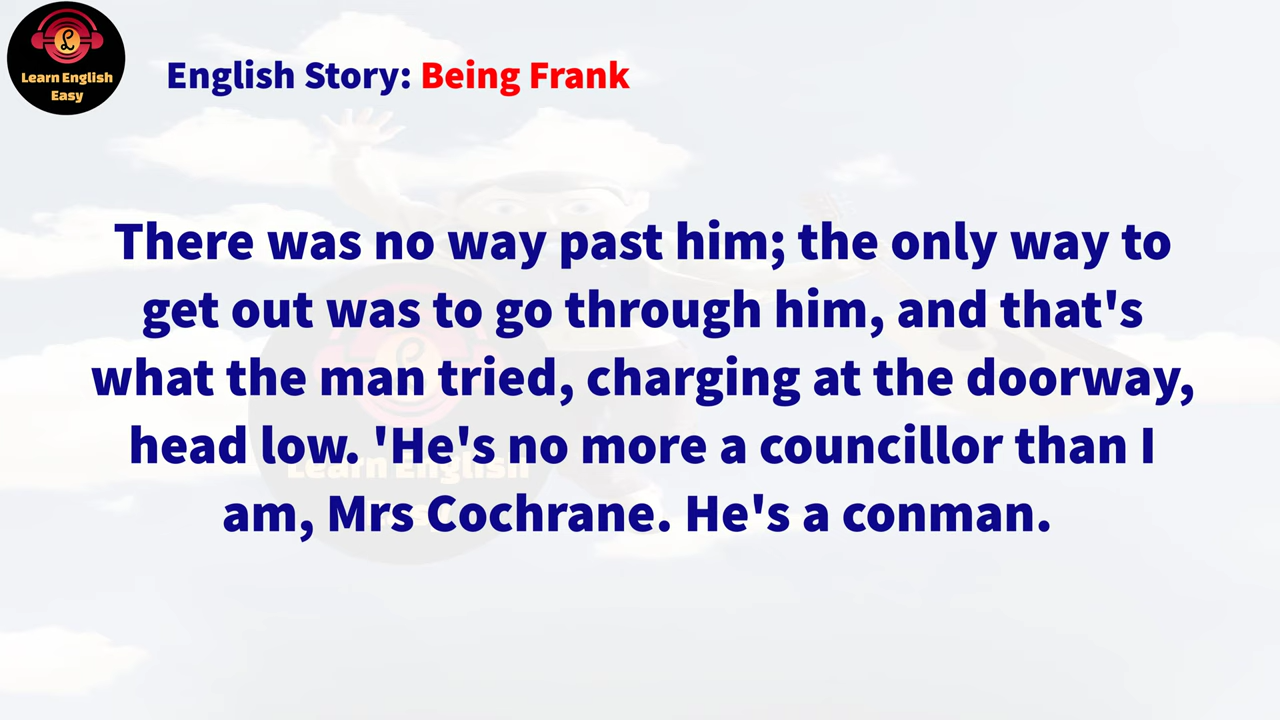 Learn English
Easy
English Story: Being Frank
There was no way past him; the only way to
get out was to go through him, and that's
what the man tried, charging at the doorway,
head low. 'He's no more a councillor than I
am, Mrs Cochrane. He's a conman.
Learn English